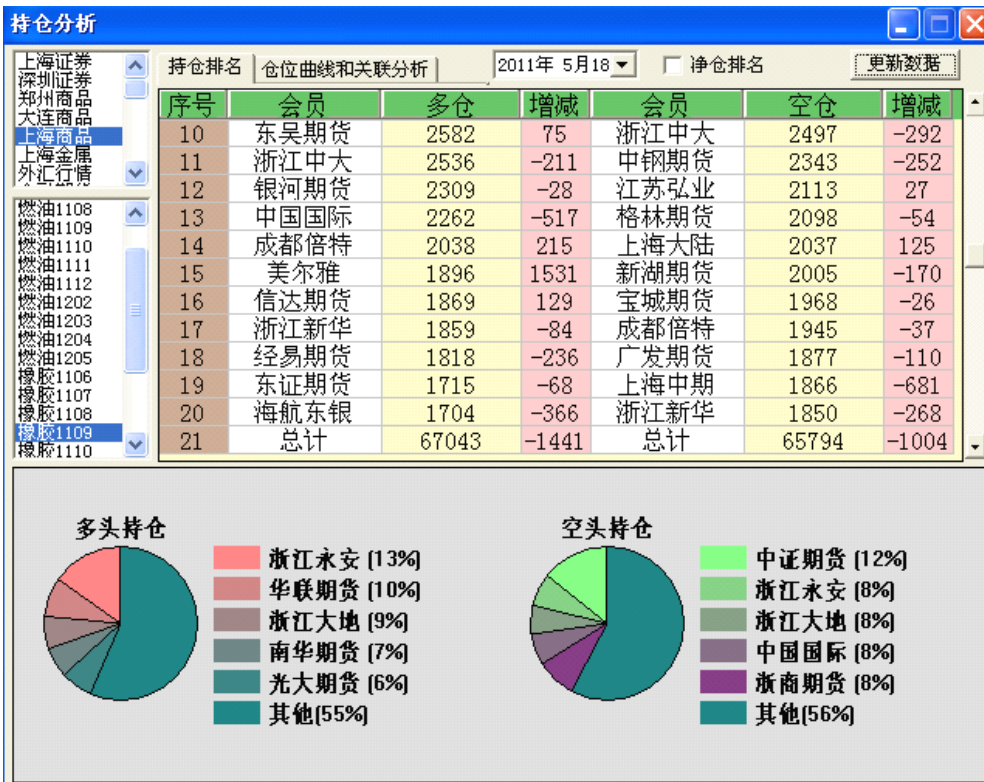 持仓分析
上海证券
深圳证券
郑州商品
大连商品
上海商品
上海金属
外汇行情
燃油1108
燃油1109
燃油1110
燃油1111
燃油1112
燃油1202
燃油1203
燃油1204
燃油1205
橡胶1106
橡胶1107
橡胶1108
橡胶1109
橡胶1110
持仓排名 仓位曲线和关联分析 2011年 5月18 净仓排名 更新数据
序号 会员 多仓 增减 会员 空仓 增减
10 东吴期货 2582 75 浙江中大 2497 -292
11 浙江中大 2536 -211 中钢期货 2343 -252
12 银河期货 2309 -28 江苏弘业 2113 27
13 中国国际 2262 -517 格林期货 2098 -54
14 成都倍特 2038 215 上海大陆 2037 125
15 美尔雅 1896 1531 新湖期货 2005 -170
16 信达期货 1869 129 宝城期货 1968 -26
17 浙江新华 1859 -84 成都倍特 1945 -37
18 经易期货 1818 -236 广发期货 1877 -110
19 东证期货 1715 -68 上海中期 1866 -681
20 海航东银 1704 -366 浙江新华 1850 -268
21 总计 67043 -1441 总计 65794 -1004
多头持仓
浙江永安 (13%)
华联期货 (10%)
浙江大地 (9%)
南华期货 (7%)
光大期货 (6%)
其他(55%)
空头持仓
中证期货 (12%)
浙江永安 (8%)
浙江大地 (8%)
中国国际 (8%)
浙商期货 (8%)
其他(56%)